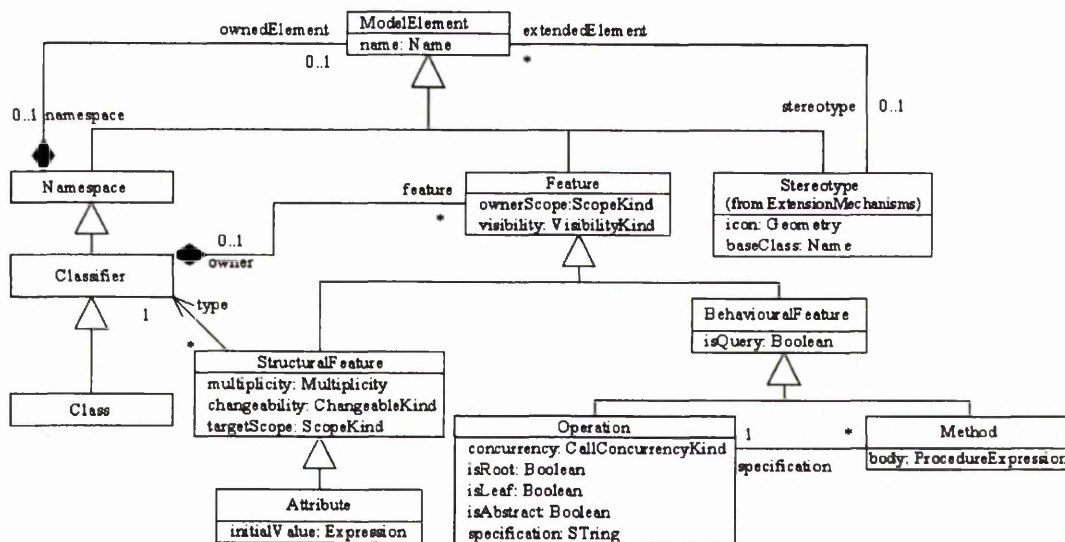 ModelElement
name: Name
ownedElement
extendedElement
0..1
*
0..1 namespace
stereotype
0..1
Namespace
feature
*
Feature
ownerScope:ScopeKind
visibility: VisibilityKind
Stereotype
(from ExtensionMechanisms)
icon: Geometry
baseClass: Name
0..1
owner
Classifier
type
1
*
BehaviouralFeature
isQuery: Boolean
StructuralFeature
multiplicity: Multiplicity
changeability: ChangeableKind
targetScope: ScopeKind
Class
Operation
concurrency: CallConcurrencyKind
isRoot: Boolean
isLeaf: Boolean
isAbstract: Boolean
specification: STring
1
*
specification
Method
body: ProcedureExpression
Attribute
initialValue: Expression